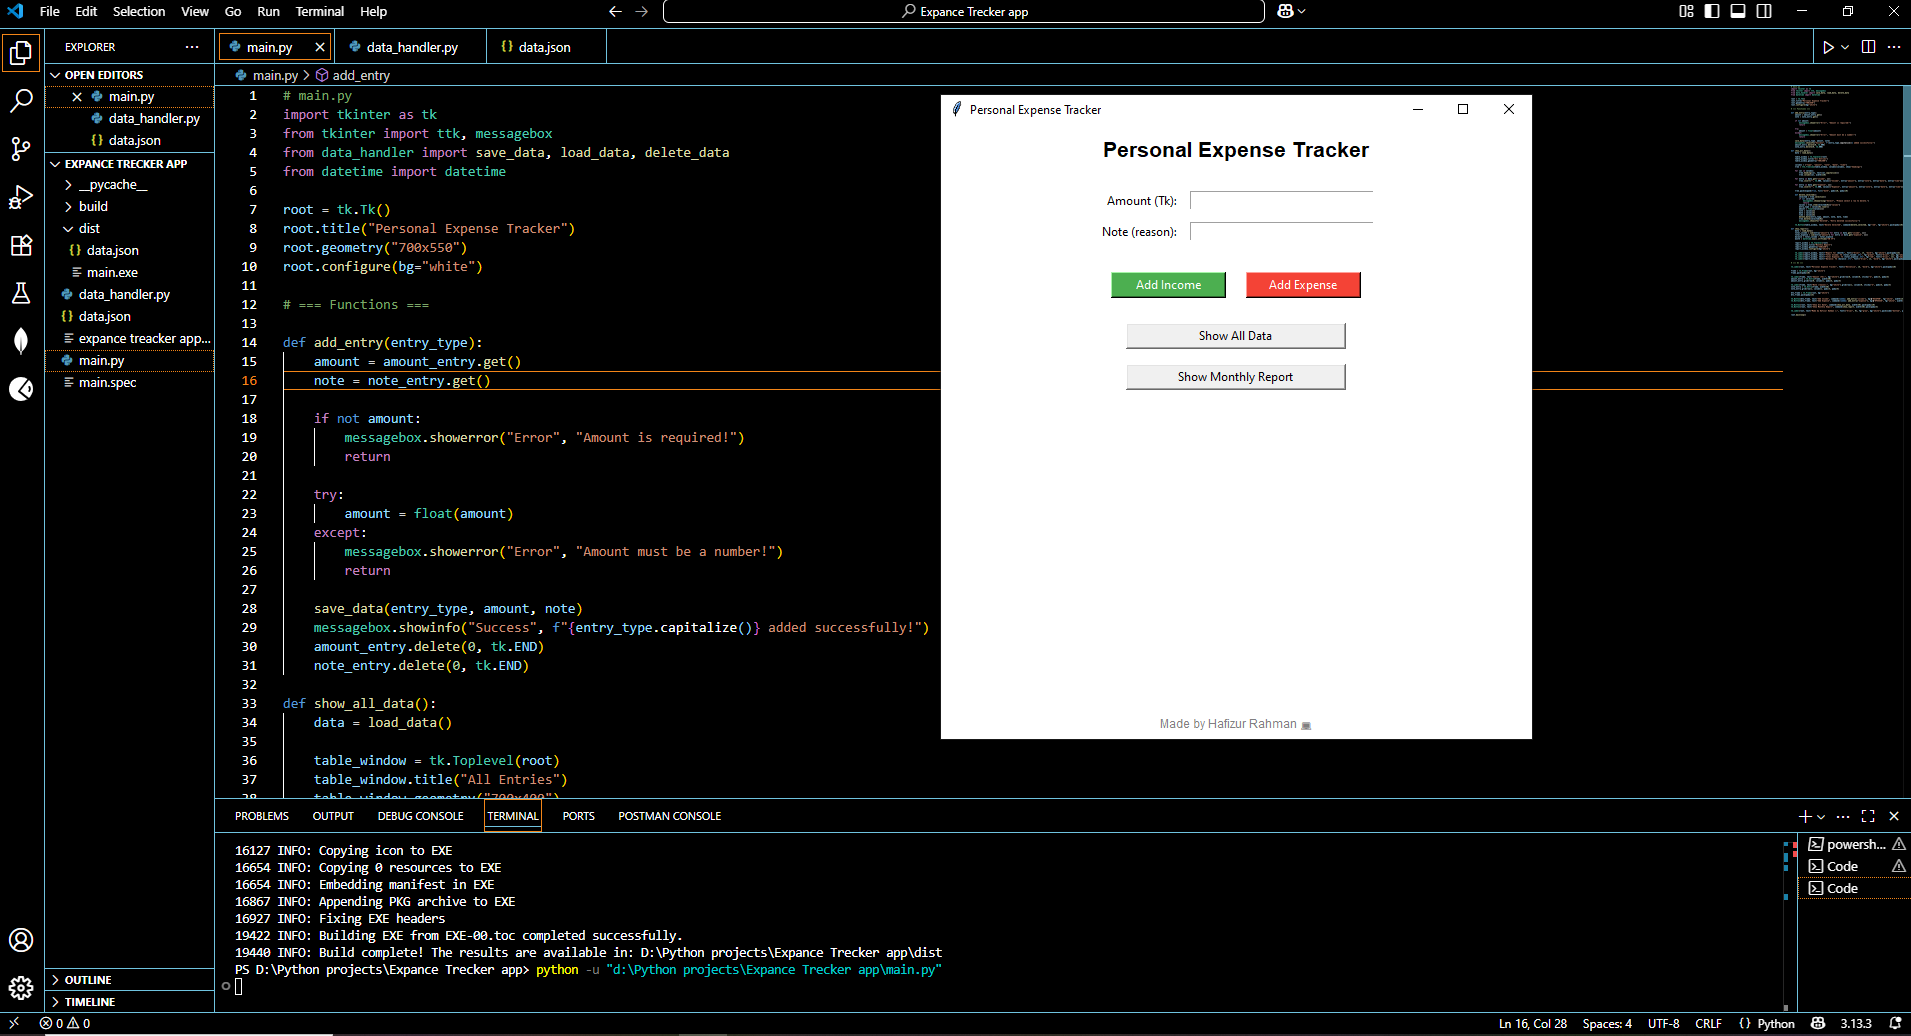 File Edit Selection View Go Run Terminal Help
Expance Trecker app
EXPLORER
OPEN EDITORS
main.py
data_handler.py
data.json
EXPANCE TRECKER APP
__pycache__
build
dist
data.json
main.exe
data_handler.py
data.json
expance treacker app...
main.py
main.spec
OUTLINE
TIMELINE
main.py data_handler.py data.json
main.py > add_entry
1 # main.py
2 import tkinter as tk
3 from tkinter import ttk, messagebox
4 from data_handler import save_data, load_data, delete_data
5 from datetime import datetime
6
7 root = tk.Tk()
8 root.title("Personal Expense Tracker")
9 root.geometry("700x550")
10 root.configure(bg="white")
11
12 # === Functions ===
13
14 def add_entry(entry_type):
15 amount = amount_entry.get()
16 note = note_entry.get()
17
18 if not amount:
19 messagebox.showerror("Error", "Amount is required!")
20 return
21
22 try:
23 amount = float(amount)
24 except:
25 messagebox.showerror("Error", "Amount must be a number!")
26 return
27
28 save_data(entry_type, amount, note)
29 messagebox.showinfo("Success", f"{entry_type.capitalize()} added successfully!")
30 amount_entry.delete(0, tk.END)
31 note_entry.delete(0, tk.END)
32
33 def show_all_data():
34 data = load_data()
35
36 table_window = tk.Toplevel(root)
37 table_window.title("All Entries")
38 table_window.geometry("700x400")
Personal Expense Tracker
Personal Expense Tracker
Amount (Tk):
Note (reason):
Add Income Add Expense
Show All Data
Show Monthly Report
Made by Hafizur Rahman
PROBLEMS OUTPUT DEBUG CONSOLE TERMINAL PORTS POSTMAN CONSOLE
16127 INFO: Copying icon to EXE
16654 INFO: Copying 0 resources to EXE
16654 INFO: Embedding manifest in EXE
16867 INFO: Appending PKG archive to EXE
16927 INFO: Fixing EXE headers
19422 INFO: Building EXE from EXE-00.toc completed successfully.
19440 INFO: Build complete! The results are available in: D:\Python projects\Expance Trecker app\dist
PS D:\Python projects\Expance Trecker app> python -u "d:\Python projects\Expance Trecker app\main.py"
powersh...
Code
Code
0 0 Ln 16, Col 28 Spaces: 4 UTF-8 CRLF {} Python 3.13.3